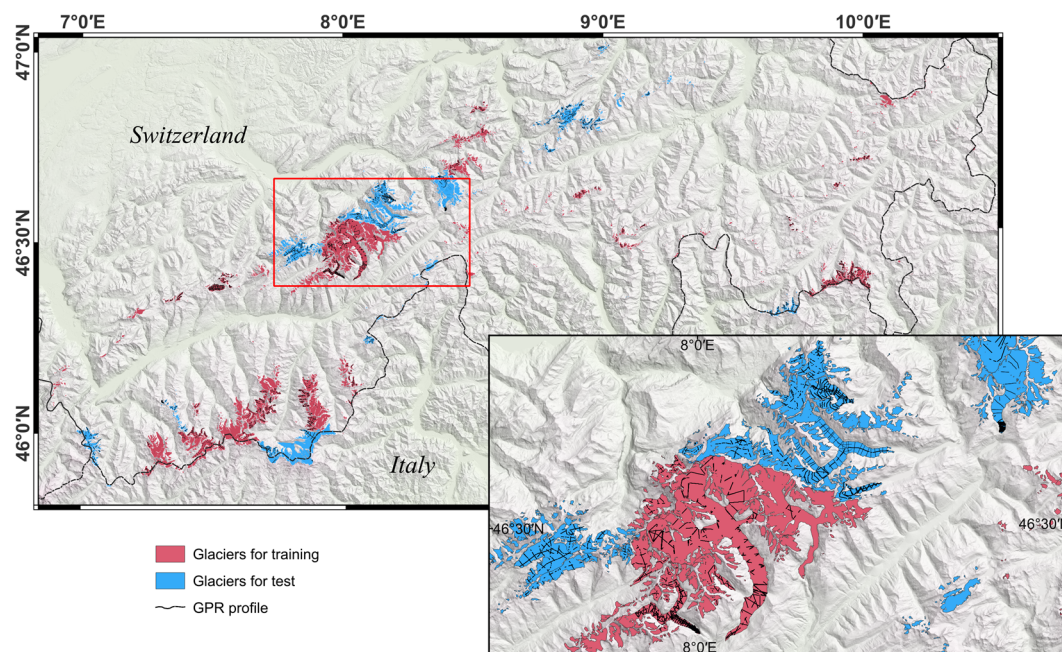 7°0′E 8°0′E 9°0′E 10°0′E
47°0′N
Switzerland
46°30′N
8°0′E
46°0′N
Italy
46°30′N 46°30′N
Glaciers for training
Glaciers for test
GPR profile
8°0′E